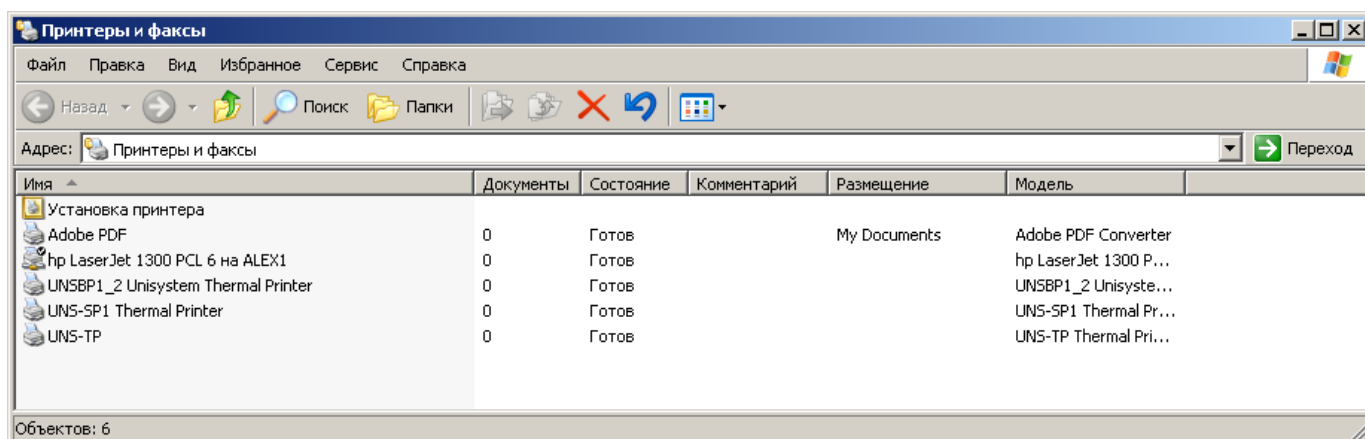 Принтеры и факсы
Файл Правка Вид Избранное Сервис Справка
Назад Поиск Папки
Адрес: Принтеры и факсы Переход
Имя Документы Состояние Комментарий Размещение Модель
Установка принтера
Adobe PDF 0 Готов My Documents Adobe PDF Converter
hp LaserJet 1300 PCL 6 на ALEX1 0 Готов hp LaserJet 1300 P...
UNSBP1_2 Unisystem Thermal Printer 0 Готов UNSBP1_2 Unisyste...
UNS-SP1 Thermal Printer 0 Готов UNS-SP1 Thermal Pr...
UNS-TP 0 Готов UNS-TP Thermal Pri...
Объектов: 6